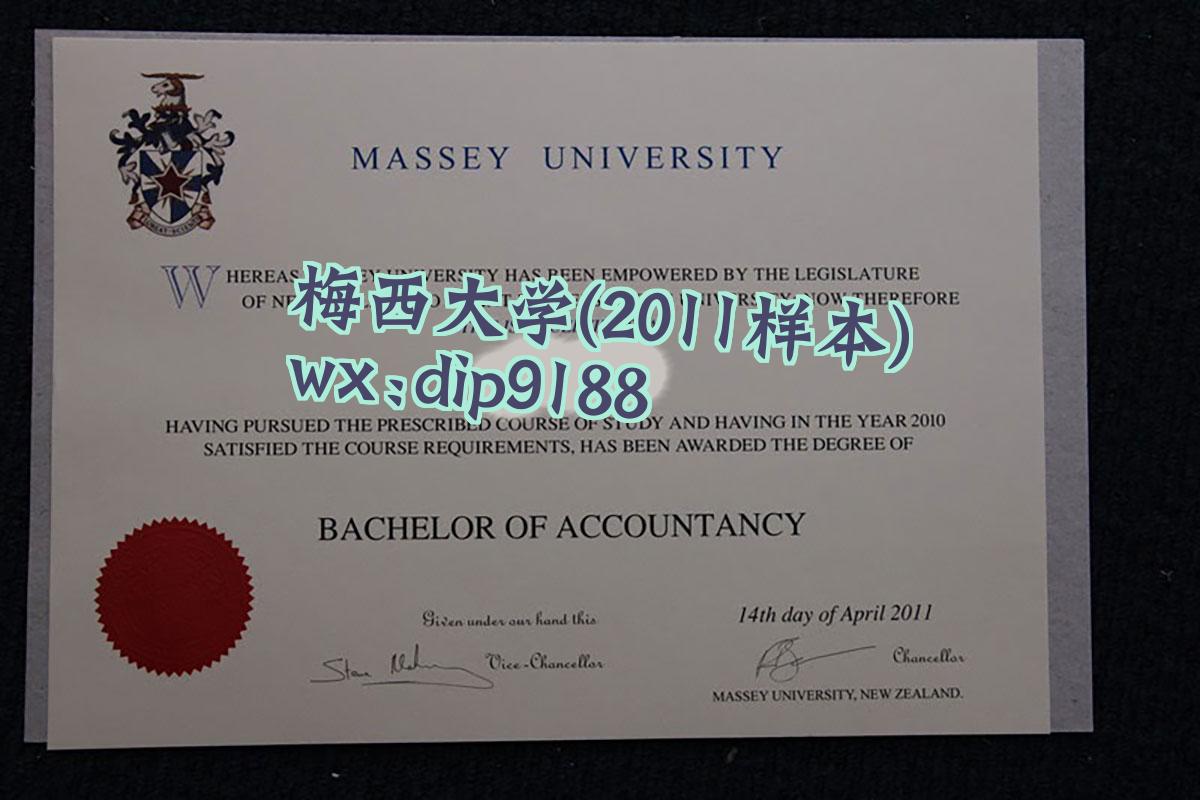 MASSEY UNIVERSITY
WHEREAS UNIVERSITY HAS BEEN EMPOWERED BY THE LEGISLATURE
OF NOW THEREFORE
梅西大学(2011样本)
wx:dip9188
HAVING PURSUED THE PRESCRIBED COURSE OF STUDY AND HAVING IN THE YEAR 2010
SATISFIED THE COURSE REQUIREMENTS, HAS BEEN AWARDED THE DEGREE OF
BACHELOR OF ACCOUNTANCY
Given under our hand this
14th day of April 2011
Vice-Chancellor
Chancellor
MASSEY UNIVERSITY, NEW ZEALAND.